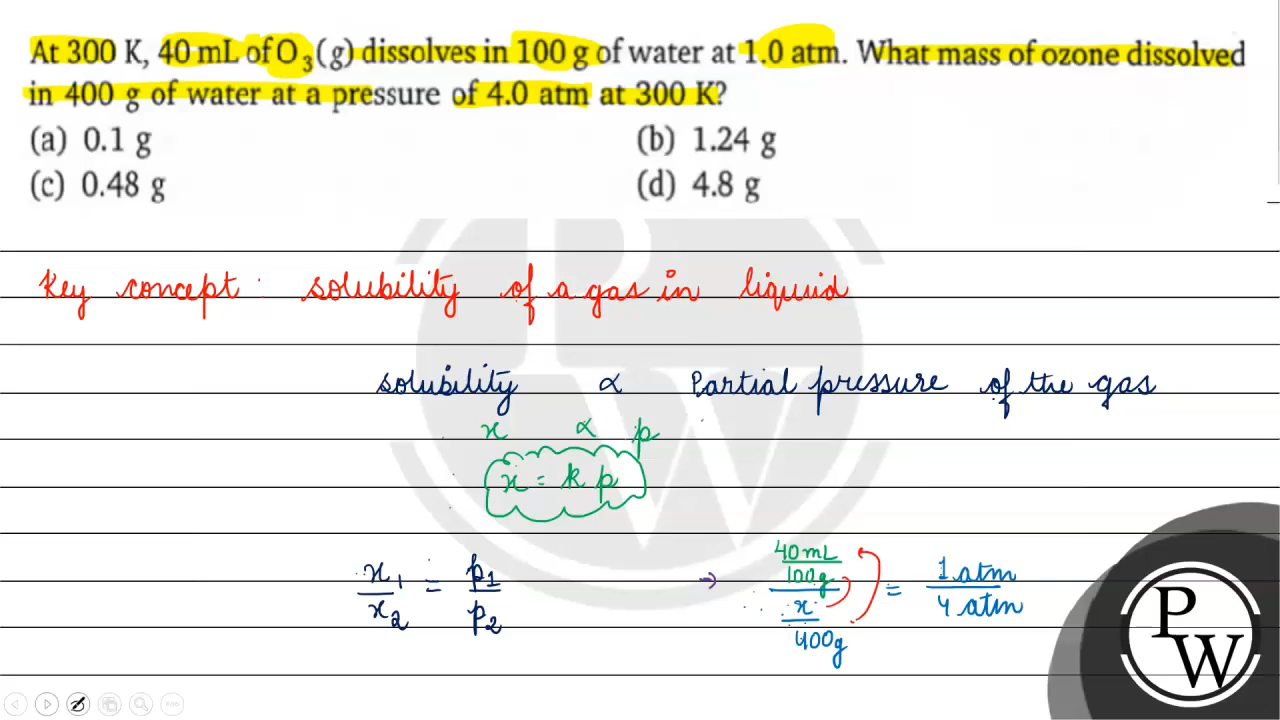 At 300 K, 40 mL of O₃(g) dissolves in 100 g of water at 1.0 atm. What mass of ozone dissolved
in 400 g of water at a pressure of 4.0 atm at 300 K?
(a) 0.1 g (b) 1.24 g
(c) 0.48 g (d) 4.8 g
Key concept: solubility of a gas in liquid
solubility ∝ Partial pressure of the gas
x ∝ p
x = k p
x₁/x₂ = p₁/p₂ → (40mL/100g)/(x/400g) = 1 atm/4 atm
P
W
PW